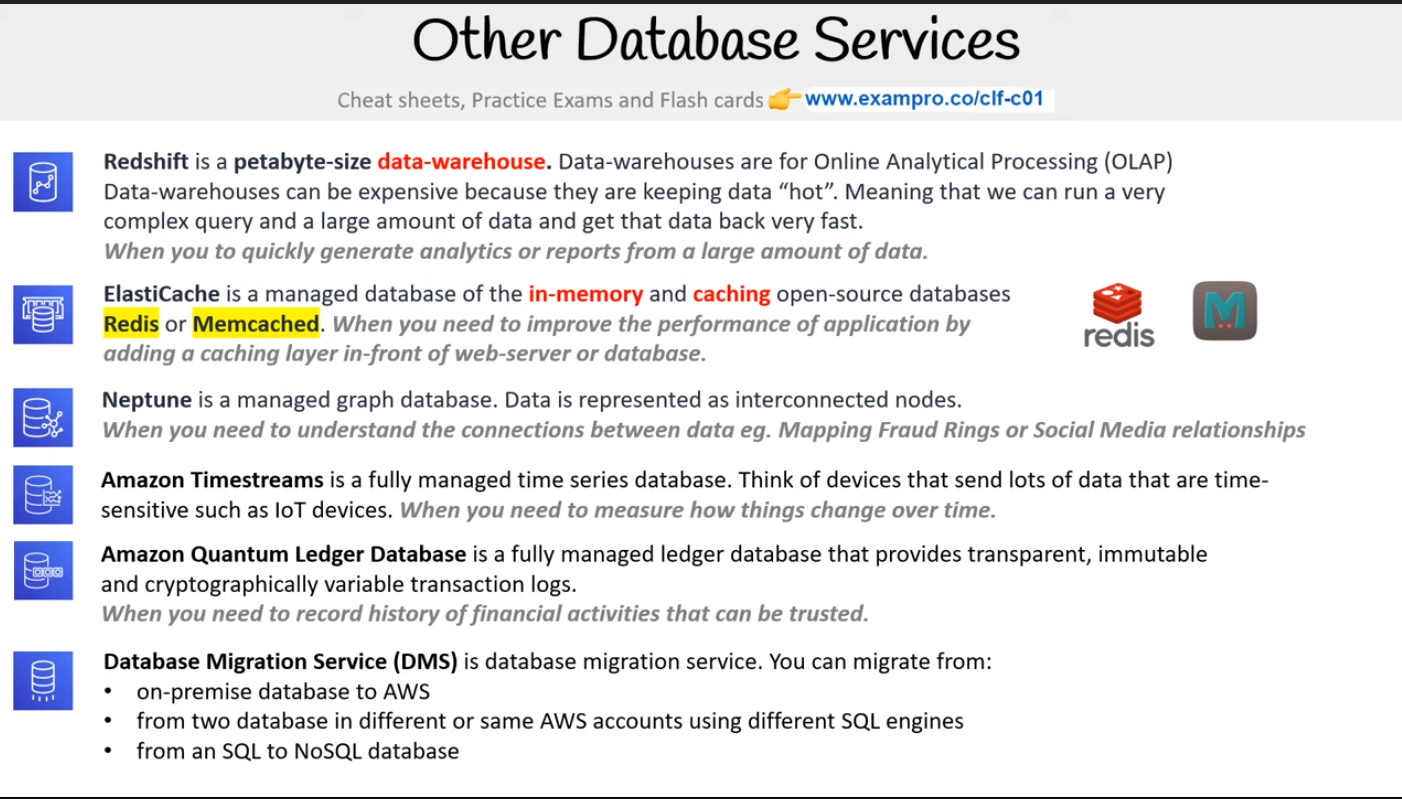 Other Database Services
Cheat sheets, Practice Exams and Flash cards 👉 www.exampro.co/clf-c01
Redshift is a petabyte-size data-warehouse. Data-warehouses are for Online Analytical Processing (OLAP)
Data-warehouses can be expensive because they are keeping data “hot”. Meaning that we can run a very
complex query and a large amount of data and get that data back very fast.
When you to quickly generate analytics or reports from a large amount of data.
ElastiCache is a managed database of the in-memory and caching open-source databases
Redis or Memcached. When you need to improve the performance of application by
adding a caching layer in-front of web-server or database.
redis
M
Neptune is a managed graph database. Data is represented as interconnected nodes.
When you need to understand the connections between data eg. Mapping Fraud Rings or Social Media relationships
Amazon Timestreams is a fully managed time series database. Think of devices that send lots of data that are time-
sensitive such as IoT devices. When you need to measure how things change over time.
Amazon Quantum Ledger Database is a fully managed ledger database that provides transparent, immutable
and cryptographically variable transaction logs.
When you need to record history of financial activities that can be trusted.
Database Migration Service (DMS) is database migration service. You can migrate from:
• on-premise database to AWS
• from two database in different or same AWS accounts using different SQL engines
• from an SQL to NoSQL database